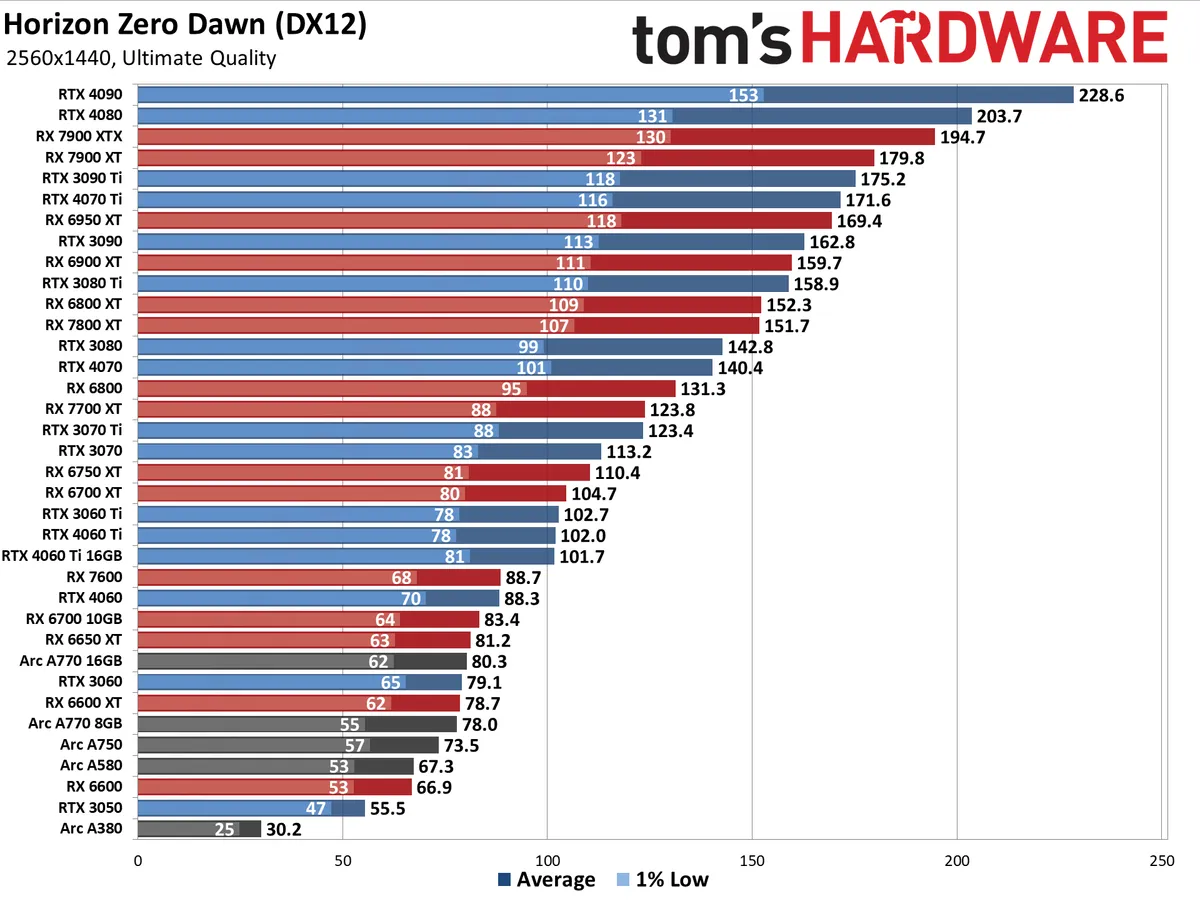 Horizon Zero Dawn (DX12)
tom's HARDWARE
2560x1440, Ultimate Quality
RTX 4090 153 228.6
RTX 4080 131 203.7
RX 7900 XTX 130 194.7
RX 7900 XT 123 179.8
RTX 3090 Ti 118 175.2
RTX 4070 Ti 116 171.6
RX 6950 XT 118 169.4
RTX 3090 113 162.8
RX 6900 XT 111 159.7
RTX 3080 Ti 110 158.9
RX 6800 XT 109 152.3
RX 7800 XT 107 151.7
RTX 3080 99 142.8
RTX 4070 101 140.4
RX 6800 95 131.3
RX 7700 XT 88 123.8
RTX 3070 Ti 88 123.4
RTX 3070 83 113.2
RX 6750 XT 81 110.4
RX 6700 XT 80 104.7
RTX 3060 Ti 78 102.7
RTX 4060 Ti 78 102.0
RTX 4060 Ti 16GB 81 101.7
RX 7600 68 88.7
RTX 4060 70 88.3
RX 6700 10GB 64 83.4
RX 6650 XT 63 81.2
Arc A770 16GB 62 80.3
RTX 3060 65 79.1
RX 6600 XT 62 78.7
Arc A770 8GB 55 78.0
Arc A750 57 73.5
Arc A580 53 67.3
RX 6600 53 66.9
RTX 3050 47 55.5
Arc A380 25 30.2
0 50 100 150 200 250
Average 1% Low